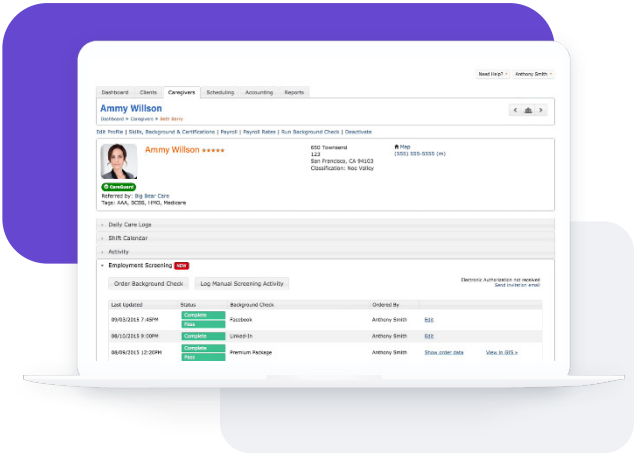 Need Help? Anthony Smith
Dashboard Clients Caregivers Scheduling Accounting Reports
Ammy Willson
Dashboard » Caregivers »
Edit Profile | Skills, Background & Certifications | Payroll | Payroll Rates | Run Background Check | Deactivate
Ammy Willson ★★★★★
650 Townsend
123
San Francisco, CA 94103
Classification: Noe Valley
Map
(555) 555-5555 (m)
CareGuard
Referred by: Big Bear Care
Tags: AAA, SCBS, HMO, Medicare
Daily Care Logs
Shift Calendar
Activity
Employment Screening NEW
Order Background Check Log Manual Screening Activity
Electronic Authorization not received
Send invitation email
Last Updated Status Background Check Ordered By
09/03/2015 7:45PM Complete Pass Facebook Anthony Smith Edit
08/10/2015 9:00PM Complete Linked-In Anthony Smith Edit
08/06/2015 12:20PM Complete Pass Premium Package Anthony Smith Show order data View in GIS »